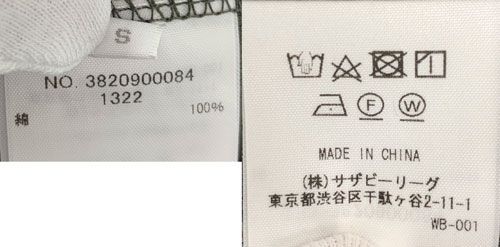 S
NO. 3820900084
1322
綿 100%
F W
MADE IN CHINA
(株)サザビーリーグ
東京都渋谷区千駄ヶ谷2-11-1
WB-001